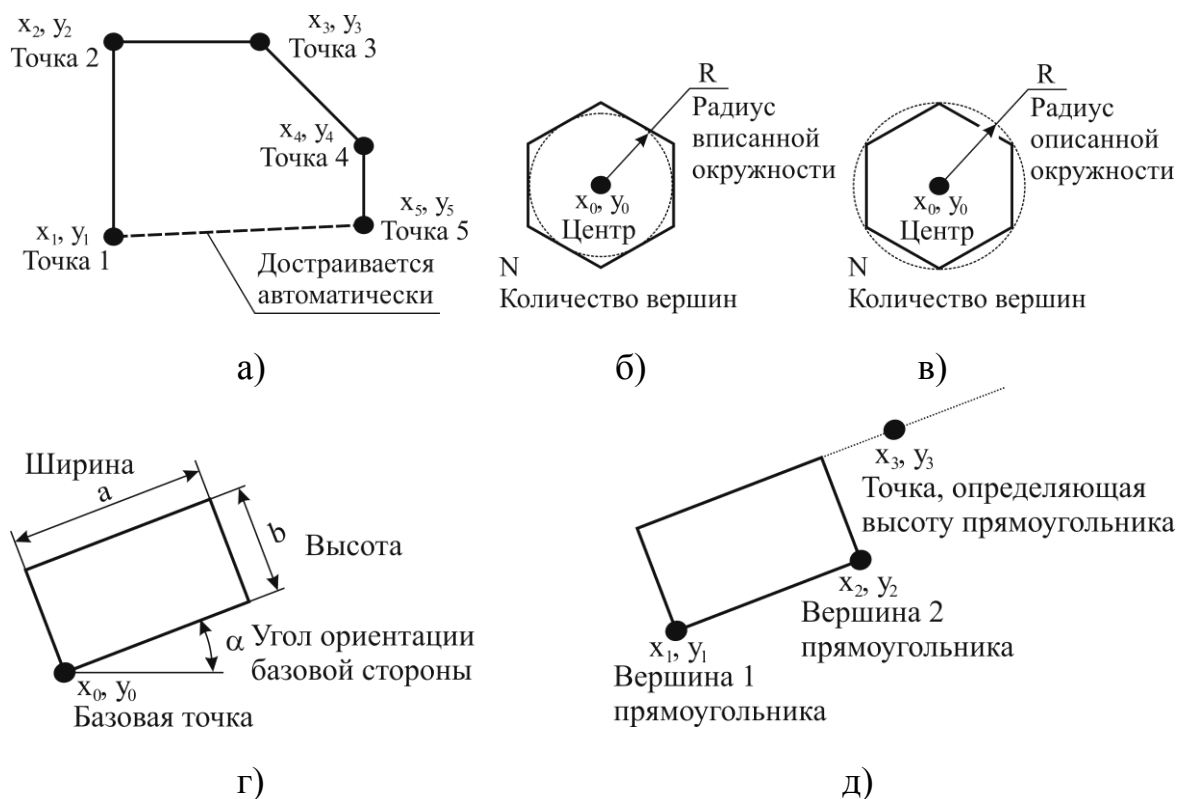 x₂, y₂
Точка 2
x₃, y₃
Точка 3
x₄, y₄
Точка 4
x₅, y₅
Точка 5
x₁, y₁
Точка 1
Достраивается
автоматически
а)
R
Радиус
вписанной
окружности
x₀, y₀
Центр
N
Количество вершин
б)
R
Радиус
описанной
окружности
x₀, y₀
Центр
N
Количество вершин
в)
Ширина
a
b
Высота
α Угол ориентации
базовой стороны
x₀, y₀
Базовая точка
г)
x₃, y₃
Точка, определяющая
высоту прямоугольника
x₂, y₂
Вершина 2
прямоугольника
x₁, y₁
Вершина 1
прямоугольника
д)